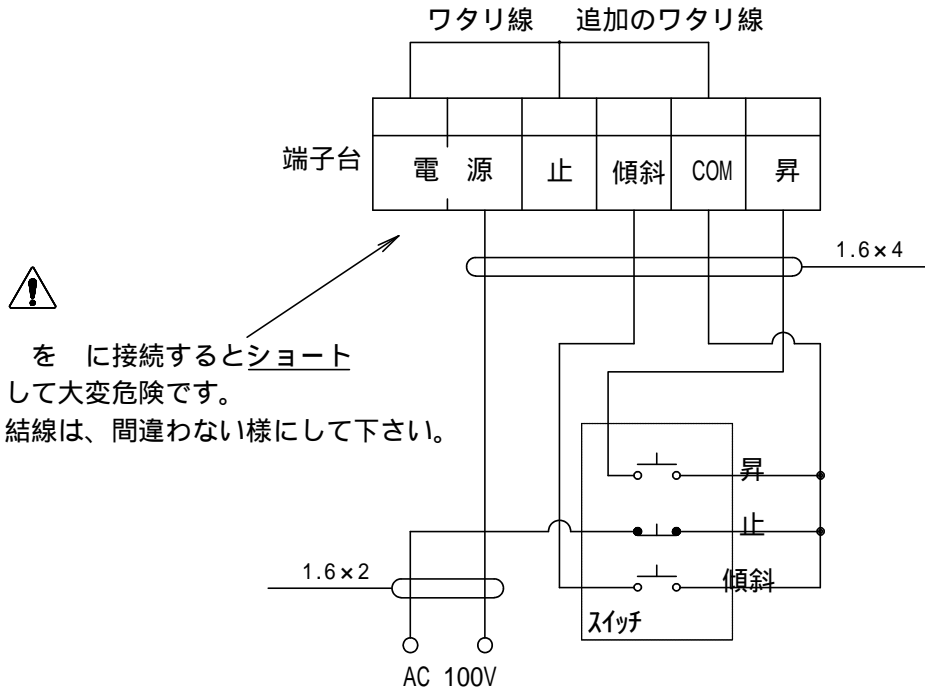 ワタリ線 追加のワタリ線
端子台
電 源 止 傾斜 COM 昇
1.6×4
を に接続するとショート
して大変危険です。
結線は、間違わない様にして下さい。
昇
止
1.6×2
傾斜
スイッチ
AC 100V